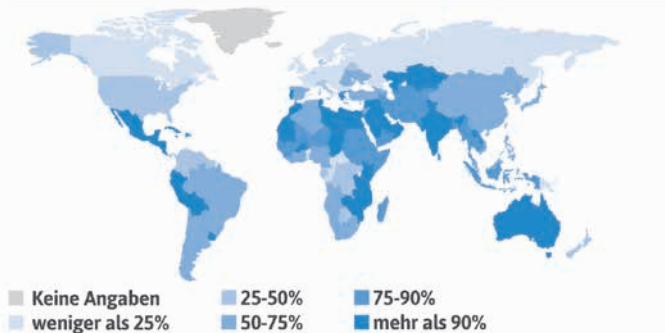 Keine Angaben
weniger als 25%
25-50%
50-75%
75-90%
mehr als 90%